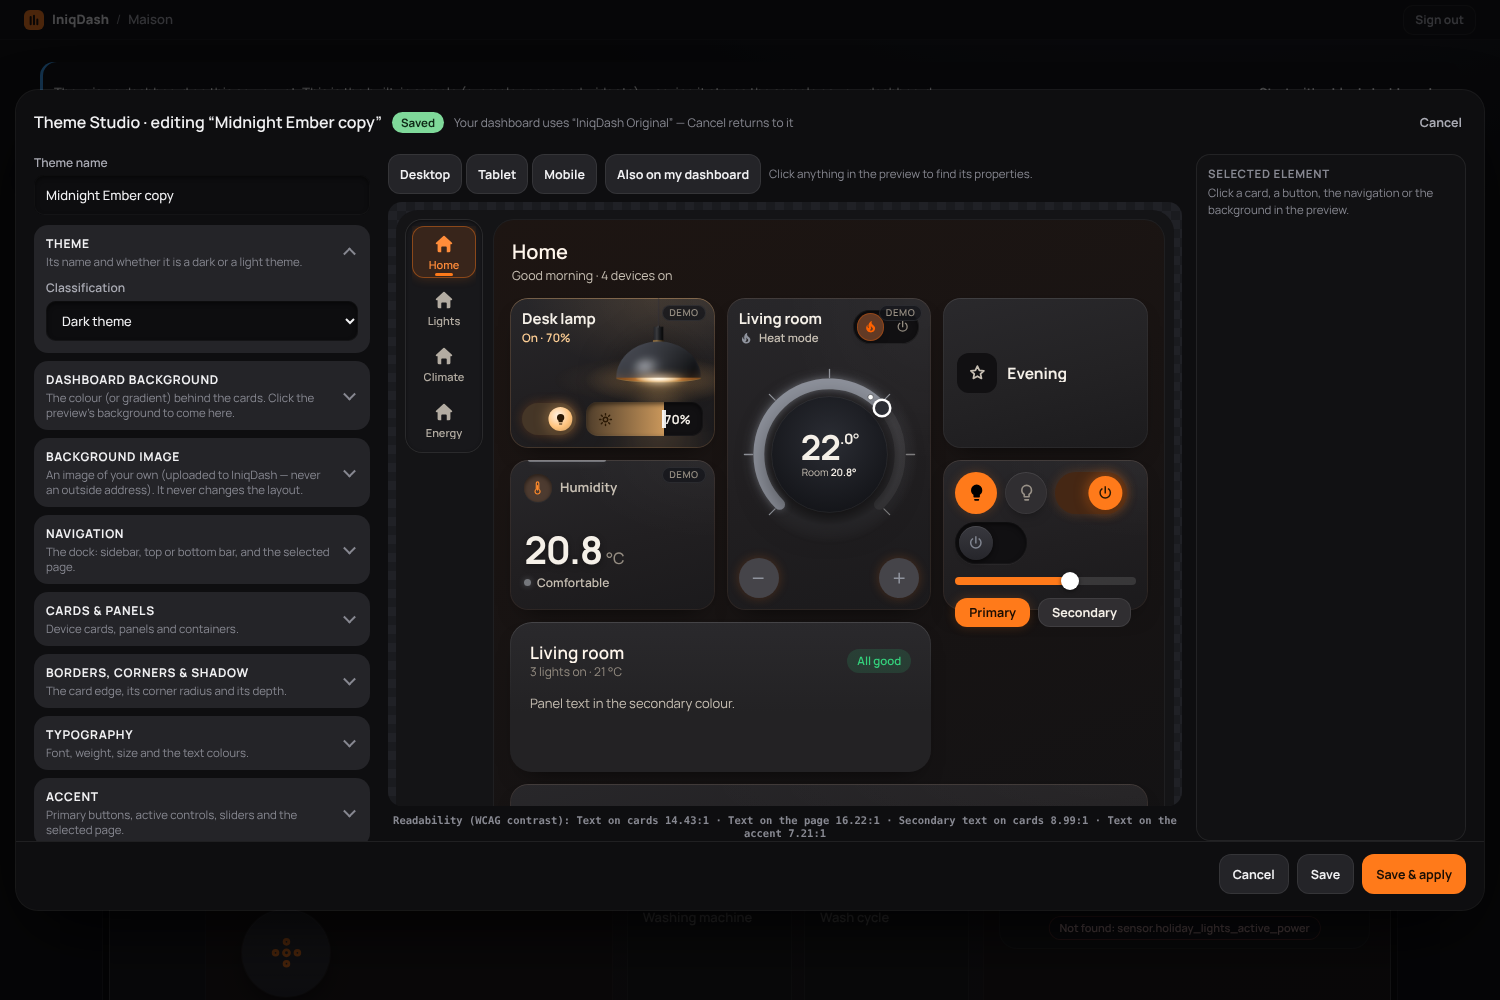 IniqDash / Maison
Sign out
Theme Studio · editing “Midnight Ember copy”
Saved
Your dashboard uses “IniqDash Original” — Cancel returns to it
Cancel
Theme name
Midnight Ember copy
THEME
Its name and whether it is a dark or a light theme.
Classification
Dark theme
DASHBOARD BACKGROUND
The colour (or gradient) behind the cards. Click the
preview's background to come here.
BACKGROUND IMAGE
An image of your own (uploaded to IniqDash — never
an outside address). It never changes the layout.
NAVIGATION
The dock: sidebar, top or bottom bar, and the selected
page.
CARDS & PANELS
Device cards, panels and containers.
BORDERS, CORNERS & SHADOW
The card edge, its corner radius and its depth.
TYPOGRAPHY
Font, weight, size and the text colours.
ACCENT
Primary buttons, active controls, sliders and the
selected page.
Desktop
Tablet
Mobile
Also on my dashboard
Click anything in the preview to find its properties.
Home
Lights
Climate
Energy
Home
Good morning · 4 devices on
Desk lamp
DEMO
On · 70%
70%
Living room
DEMO
Heat mode
22.0°
Room 20.8°
Evening
DEMO
Humidity
20.8 °C
Comfortable
Primary
Secondary
Living room
3 lights on · 21 °C
All good
Panel text in the secondary colour.
Readability (WCAG contrast): Text on cards 14.43:1 · Text on the page 16.22:1 · Secondary text on cards 8.99:1 · Text on the
accent 7.21:1
SELECTED ELEMENT
Click a card, a button, the navigation or the
background in the preview.
Cancel
Save
Save & apply
Washing machine
Wash cycle
Not found: sensor.holiday_lights_active_power